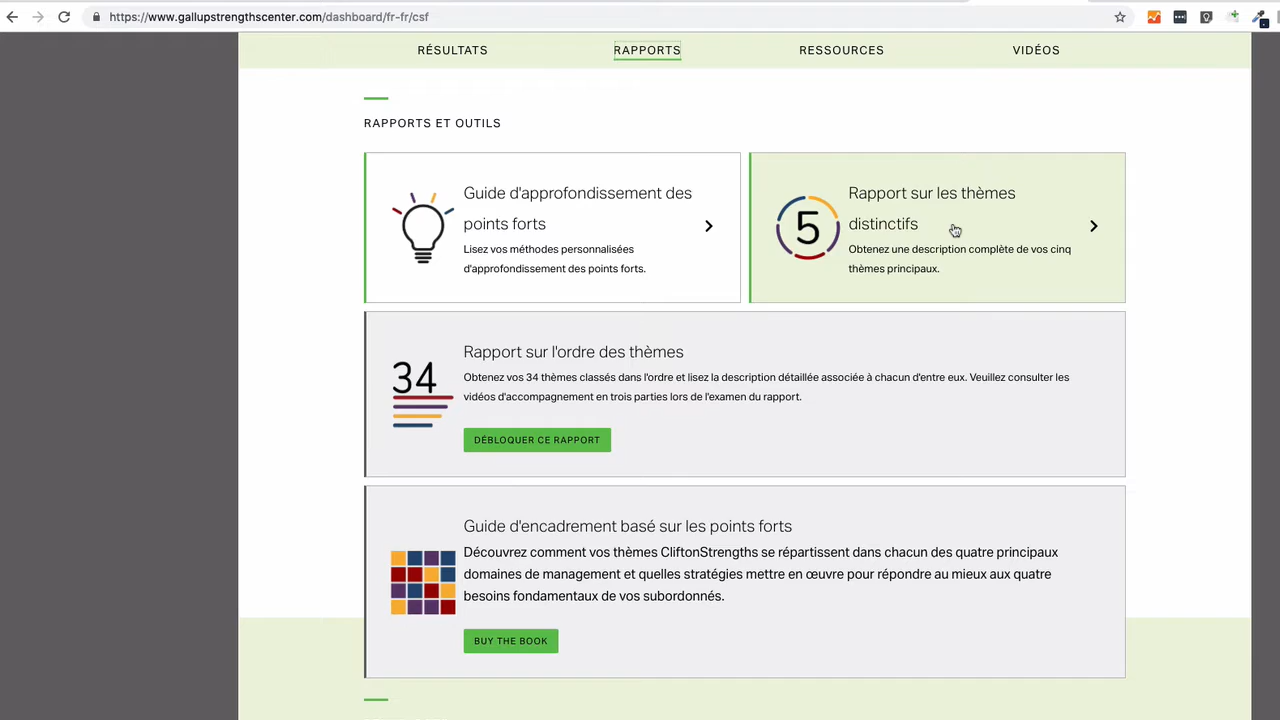 https://www.gallupstrengthscenter.com/dashboard/fr-fr/csf
RÉSULTATS
RAPPORTS
RESSOURCES
VIDÉOS
RAPPORTS ET OUTILS
Guide d'approfondissement des
points forts
Lisez vos méthodes personnalisées
d'approfondissement des points forts.
5
Rapport sur les thèmes
distinctifs
Obtenez une description complète de vos cinq
thèmes principaux.
34
Rapport sur l'ordre des thèmes
Obtenez vos 34 thèmes classés dans l'ordre et lisez la description détaillée associée à chacun d'entre eux. Veuillez consulter les
vidéos d'accompagnement en trois parties lors de l'examen du rapport.
DÉBLOQUER CE RAPPORT
Guide d'encadrement basé sur les points forts
Découvrez comment vos thèmes CliftonStrengths se répartissent dans chacun des quatre principaux
domaines de management et quelles stratégies mettre en œuvre pour répondre au mieux aux quatre
besoins fondamentaux de vos subordonnés.
BUY THE BOOK